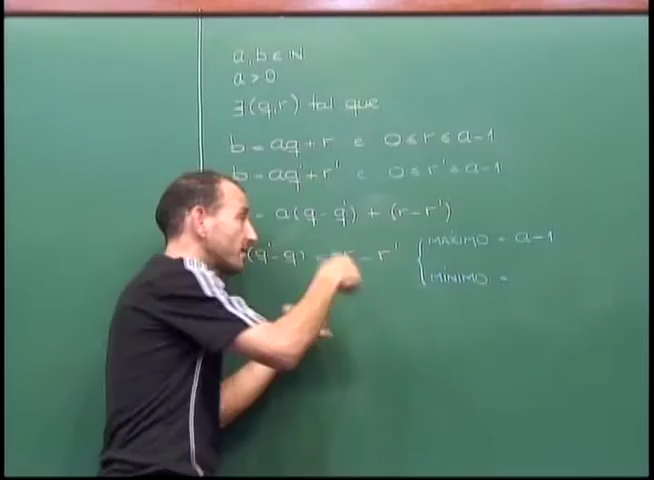 a, b ∈ ℕ
a > 0
∃(q, r) tal que
b = aq + r e 0 ≤ r ≤ a-1
b = aq' + r' e 0 ≤ r' ≤ a-1
= a(q - q') + (r - r')
(q' - q) = r - r' { MÁXIMO = a-1
MÍNIMO =